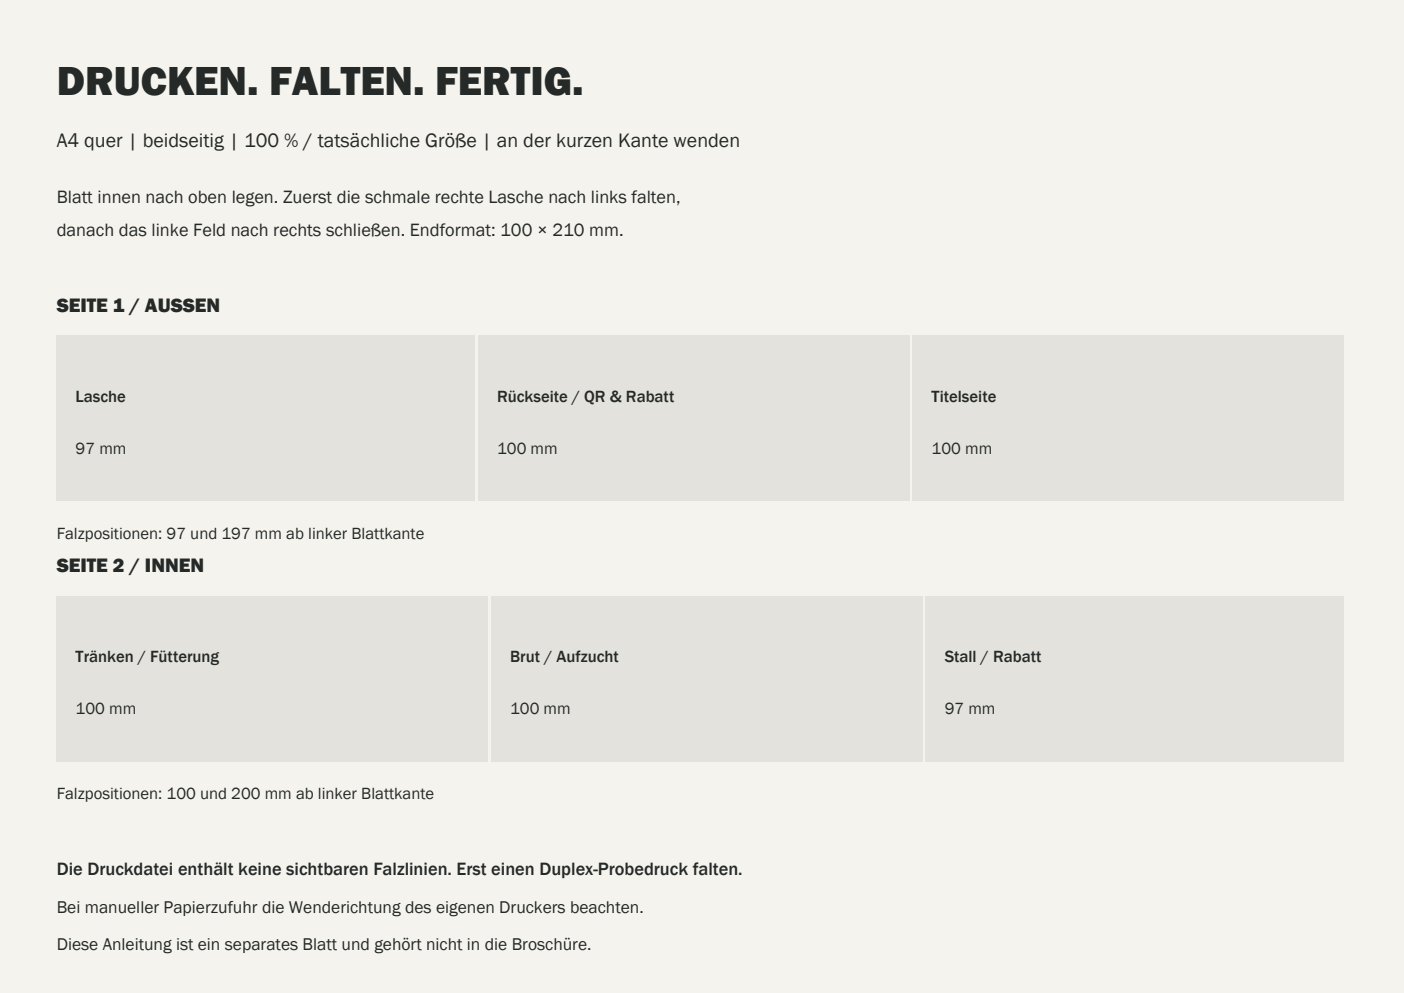 DRUCKEN. FALTEN. FERTIG.
A4 quer | beidseitig | 100 % / tatsächliche Größe | an der kurzen Kante wenden
Blatt innen nach oben legen. Zuerst die schmale rechte Lasche nach links falten,
danach das linke Feld nach rechts schließen. Endformat: 100 × 210 mm.
SEITE 1 / AUSSEN
Lasche
97 mm
Rückseite / QR & Rabatt
100 mm
Titelseite
100 mm
Falzpositionen: 97 und 197 mm ab linker Blattkante
SEITE 2 / INNEN
Tränken / Fütterung
100 mm
Brut / Aufzucht
100 mm
Stall / Rabatt
97 mm
Falzpositionen: 100 und 200 mm ab linker Blattkante
Die Druckdatei enthält keine sichtbaren Falzlinien. Erst einen Duplex-Probedruck falten.
Bei manueller Papierzufuhr die Wenderichtung des eigenen Druckers beachten.
Diese Anleitung ist ein separates Blatt und gehört nicht in die Broschüre.